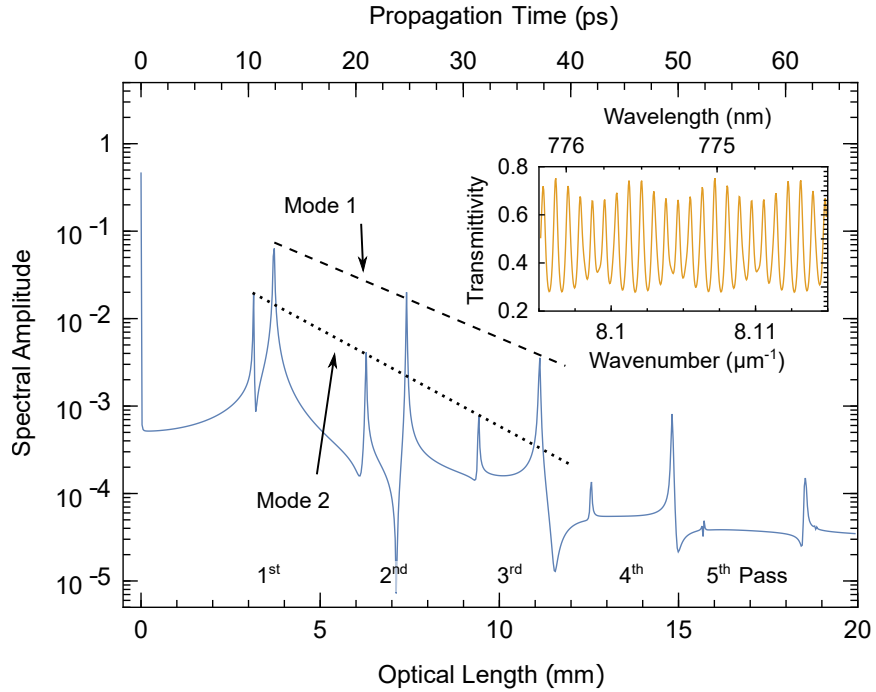 Propagation Time (ps)
0 10 20 30 40 50 60
Spectral Amplitude
1
10⁻¹
10⁻²
10⁻³
10⁻⁴
10⁻⁵
Mode 1
Mode 2
Wavelength (nm)
776 775
Transmittivity
0.8
0.6
0.4
0.2
8.1 8.11
Wavenumber (µm⁻¹)
1ˢᵗ 2ⁿᵈ 3ʳᵈ 4ᵗʰ 5ᵗʰ Pass
0 5 10 15 20
Optical Length (mm)